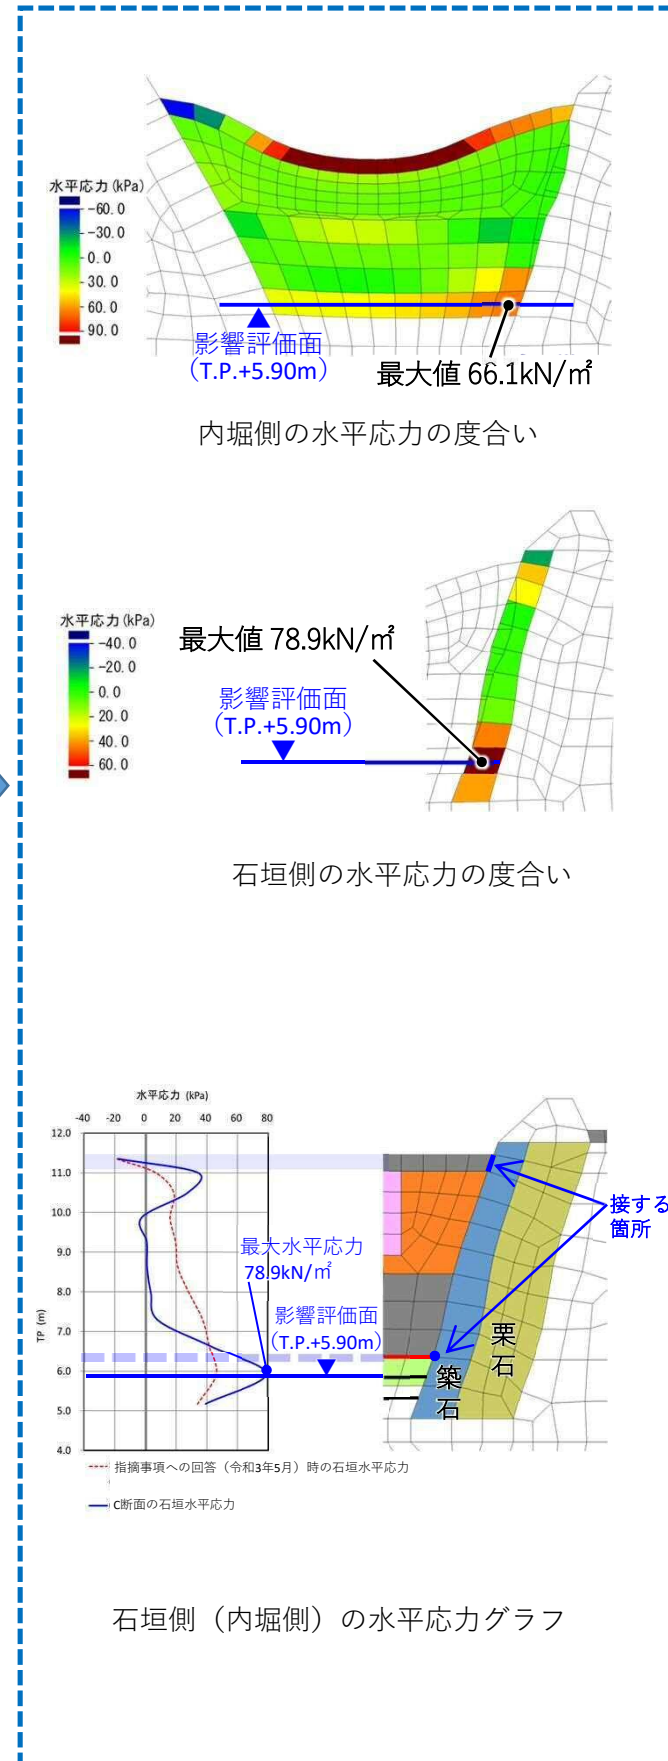 水平応力(kPa)
-60.0
-30.0
0.0
30.0
60.0
90.0
影響評価面
（T.P.+5.90m）
最大値 66.1kN/㎡
内堀側の水平応力の度合い
水平応力(kPa)
-40.0
-20.0
0.0
20.0
40.0
60.0
最大値 78.9kN/㎡
影響評価面
（T.P.+5.90m）
石垣側の水平応力の度合い
水平応力 (kPa)
-40 -20 0 20 40 60 80
12.0
11.0
10.0
9.0
8.0
7.0
6.0
5.0
4.0
TP (m)
最大水平応力
78.9kN/㎡
影響評価面
（T.P.+5.90m）
接する
箇所
栗石
築石
指摘事項への回答（令和3年5月）時の石垣水平応力
C断面の石垣水平応力
石垣側（内堀側）の水平応力グラフ